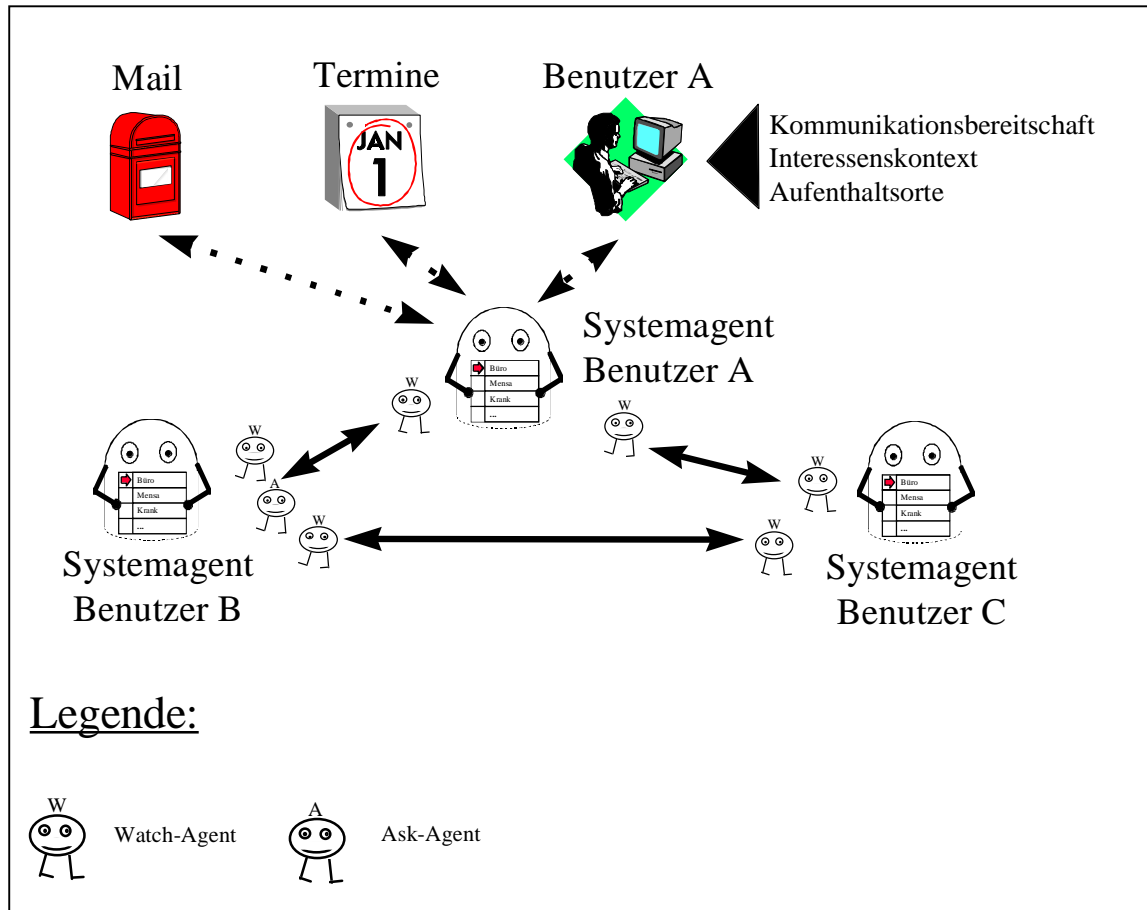 Mail
Termine
Benutzer A
JAN
1
Kommunikationsbereitschaft
Interessenskontext
Aufenthaltsorte
Systemagent
Benutzer A
Büro
Mensa
Krank
...
W
W
W
A
W
W
W
Büro
Mensa
Krank
...
Büro
Mensa
Krank
...
Systemagent
Benutzer B
Systemagent
Benutzer C
Legende:
W
Watch-Agent
A
Ask-Agent